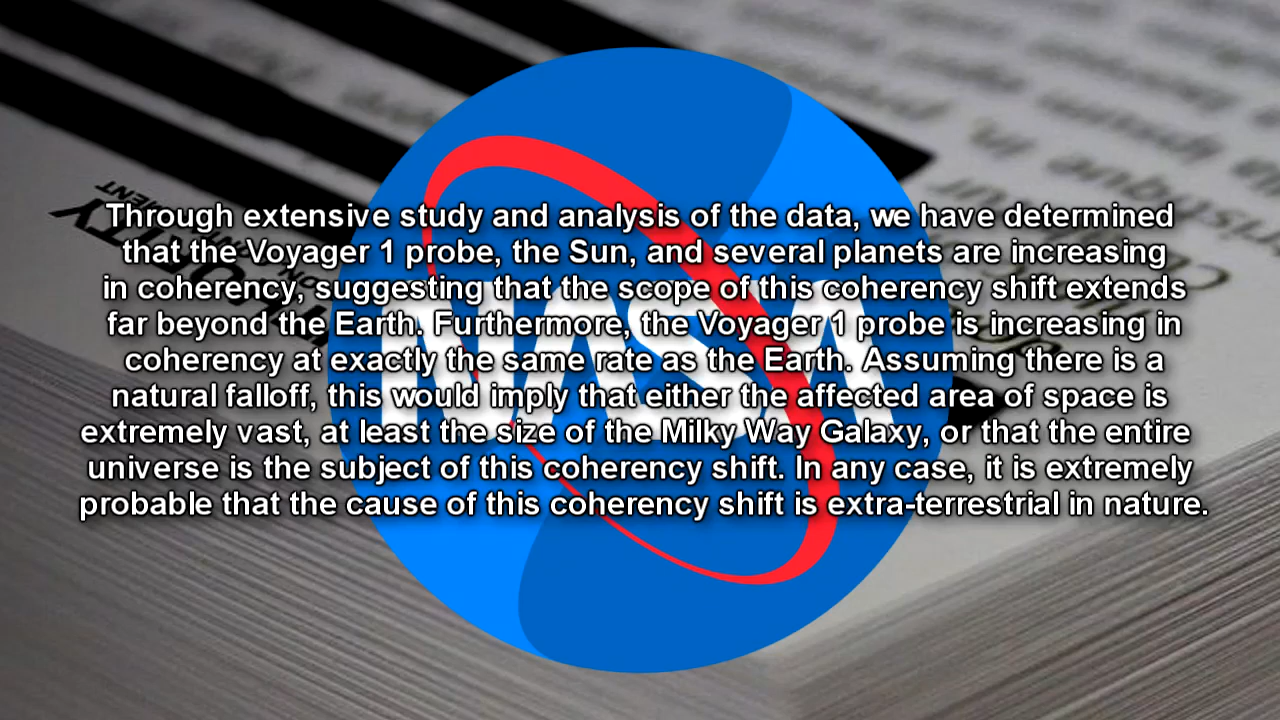 Through extensive study and analysis of the data, we have determined
that the Voyager 1 probe, the Sun, and several planets are increasing
in coherency, suggesting that the scope of this coherency shift extends
far beyond the Earth. Furthermore, the Voyager 1 probe is increasing in
coherency at exactly the same rate as the Earth. Assuming there is a
natural falloff, this would imply that either the affected area of space is
extremely vast, at least the size of the Milky Way Galaxy, or that the entire
universe is the subject of this coherency shift. In any case, it is extremely
probable that the cause of this coherency shift is extra-terrestrial in nature.
NASA